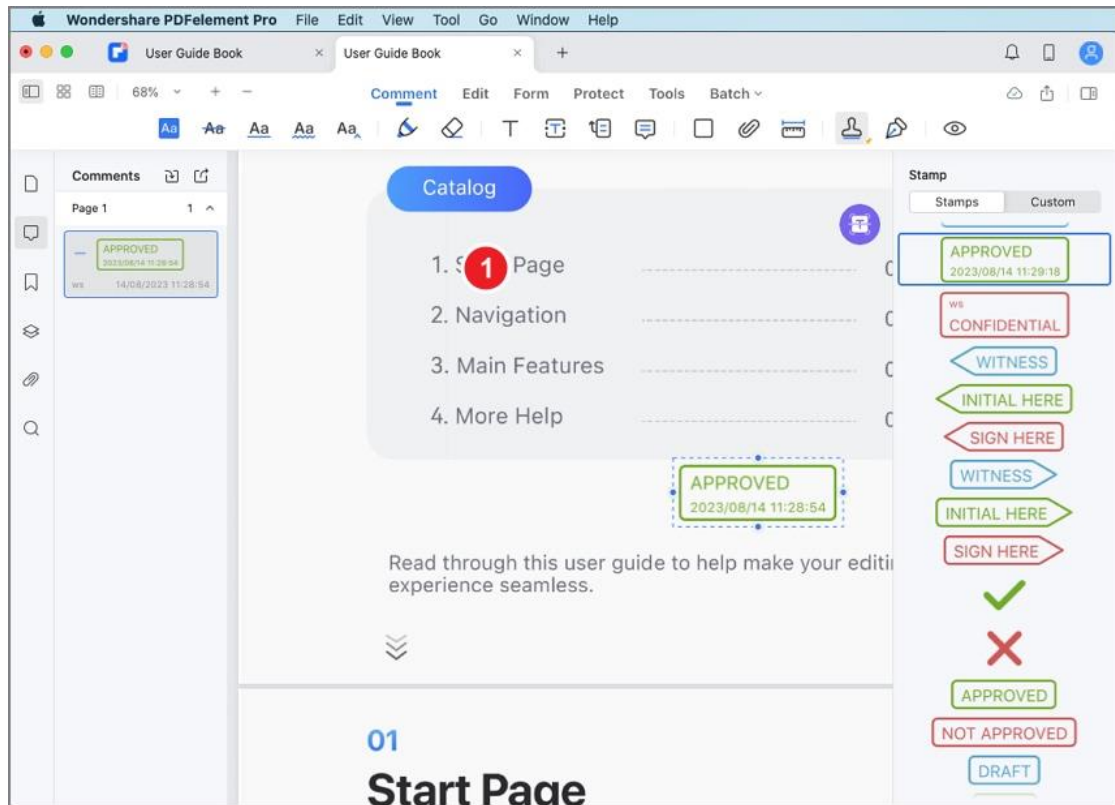 Wondershare PDFelement Pro File Edit View Tool Go Window Help
User Guide Book × User Guide Book × +
68% + −
Comment Edit Form Protect Tools Batch
Aa Aa Aa Aa Aa T T T
Comments
Page 1 1
APPROVED
2023/08/14 11:28:54
ws 14/08/2023 11:28:54
Catalog
1. S 1 Page
2. Navigation
3. Main Features
4. More Help
APPROVED
2023/08/14 11:28:54
Read through this user guide to help make your
experience seamless.
01
Start Page
Stamp
Stamps Custom
APPROVED
2023/08/14 11:29:18
ws
CONFIDENTIAL
WITNESS
INITIAL HERE
SIGN HERE
WITNESS
INITIAL HERE
SIGN HERE
APPROVED
NOT APPROVED
DRAFT